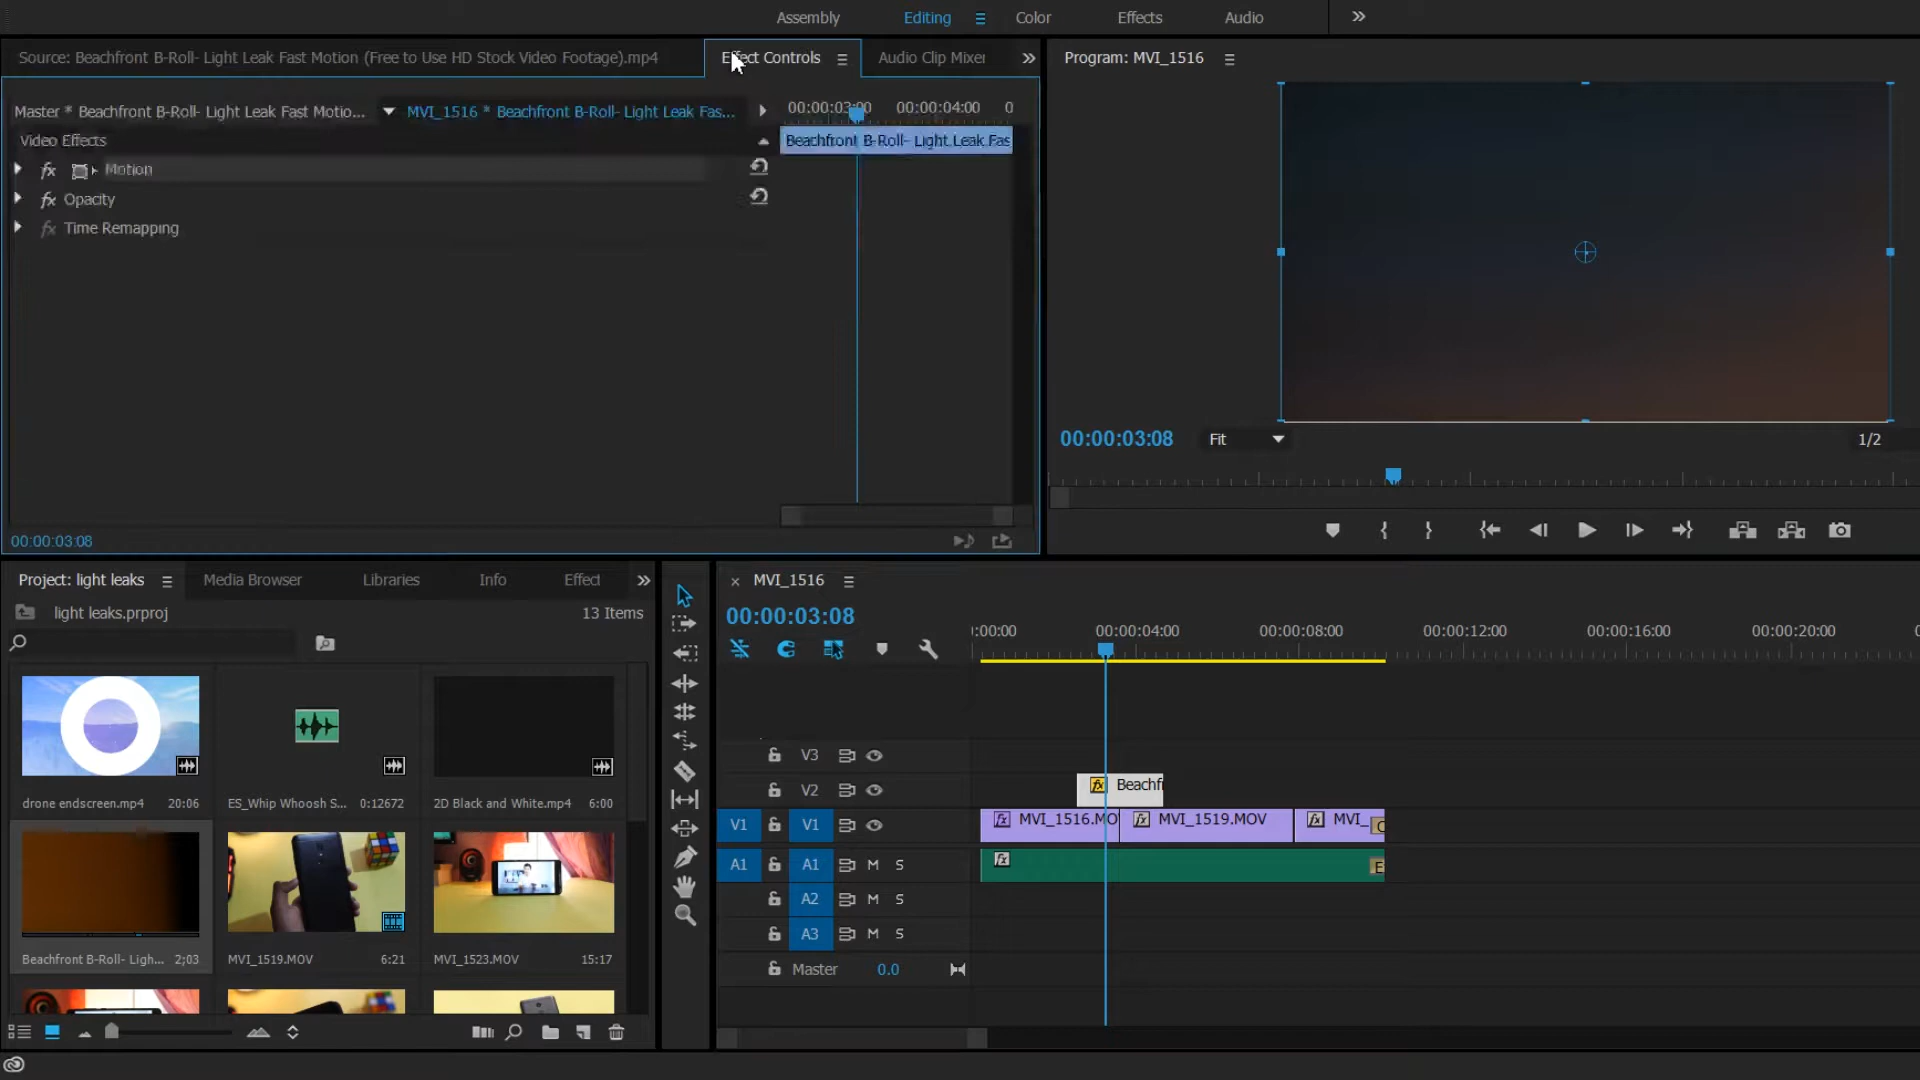 Assembly Editing Color Effects Audio
Source: Beachfront B-Roll- Light Leak Fast Motion (Free to Use HD Stock Video Footage).mp4
Effect Controls
Audio Clip Mixer
Program: MVI_1516
Master * Beachfront B-Roll- Light Leak Fast Motio...
MVI_1516 * Beachfront B-Roll- Light Leak Fas...
00:00:03:00 00:00:04:00 0
Video Effects
Beachfront B-Roll- Light Leak Fas
fx Motion
fx Opacity
fx Time Remapping
00:00:03:08
00:00:03:08 Fit 1/2
Project: light leaks Media Browser Libraries Info Effect
light leaks.prproj 13 Items
drone endscreen.mp4 20:06
ES_Whip Whoosh S... 0:12672
2D Black and White.mp4 6:00
Beachfront B-Roll- Ligh... 2;03
MVI_1519.MOV 6:21
MVI_1523.MOV 15:17
MVI_1516
00:00:03:08
:00:00 00:00:04:00 00:00:08:00 00:00:12:00 00:00:16:00 00:00:20:00
V3
V2
fx Beachf
V1 V1
fx MVI_1516.MO fx MVI_1519.MOV fx MVI_
A1 A1 M S
fx
A2 M S
A3 M S
Master 0.0